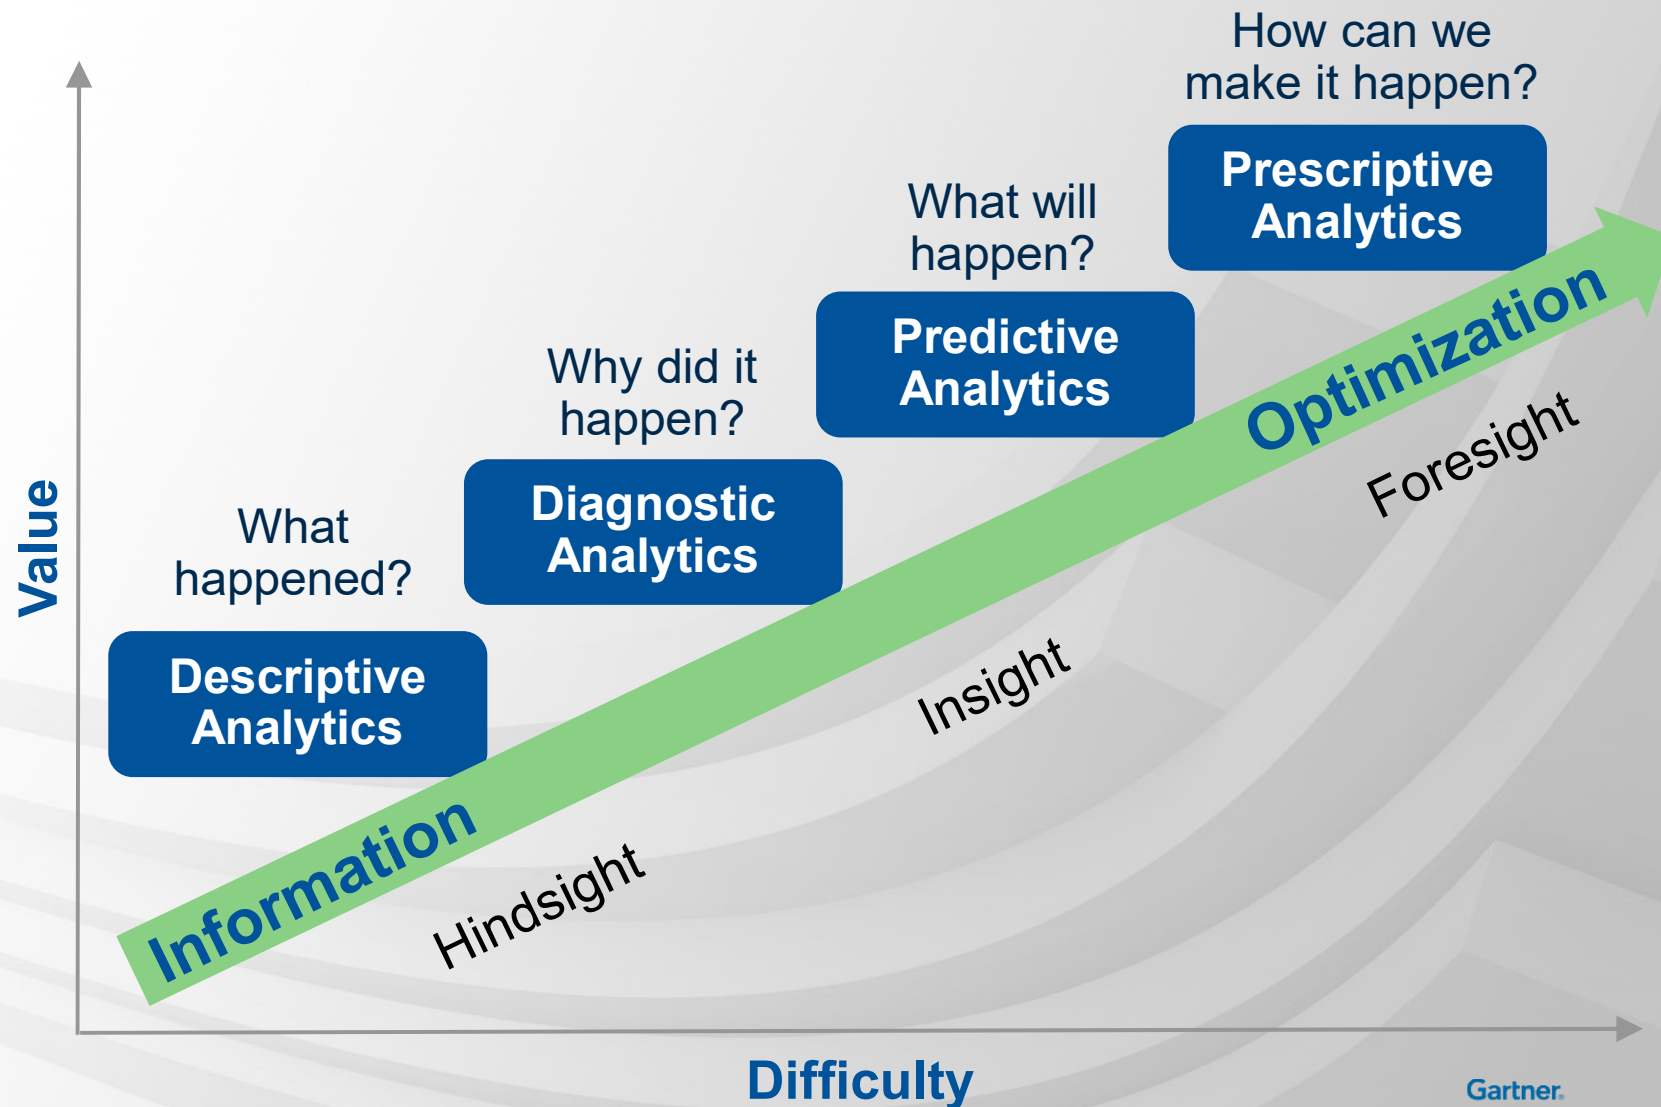 How can we
make it happen?
Prescriptive
Analytics
What will
happen?
Predictive
Analytics
Why did it
happen?
Diagnostic
Analytics
What
happened?
Descriptive
Analytics
Value
Optimization
Foresight
Insight
Information
Hindsight
Difficulty
Gartner.